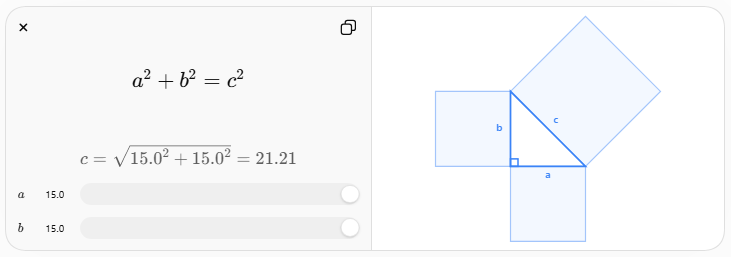 a² + b² = c²
c = √15.0² + 15.0² = 21.21
a 15.0
b 15.0
b
c
a